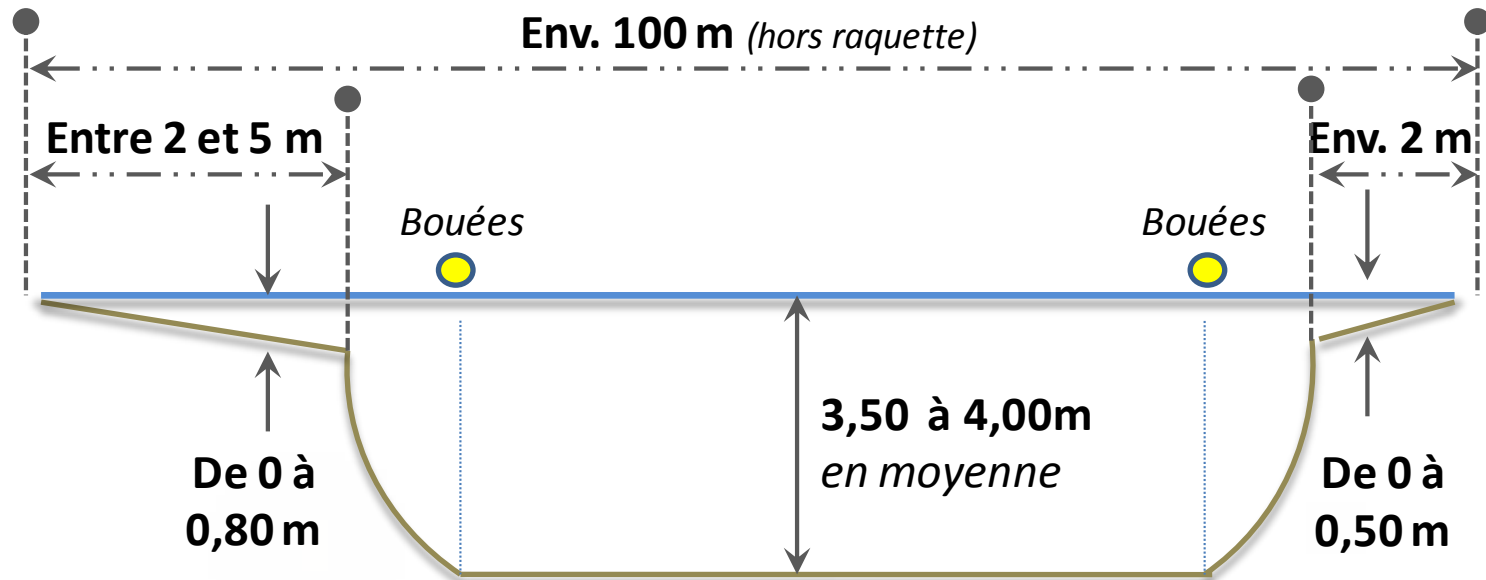 Env. 100 m (hors raquette)
Entre 2 et 5 m
Env. 2 m
Bouées
Bouées
3,50 à 4,00m
en moyenne
De 0 à
0,80 m
De 0 à
0,50 m